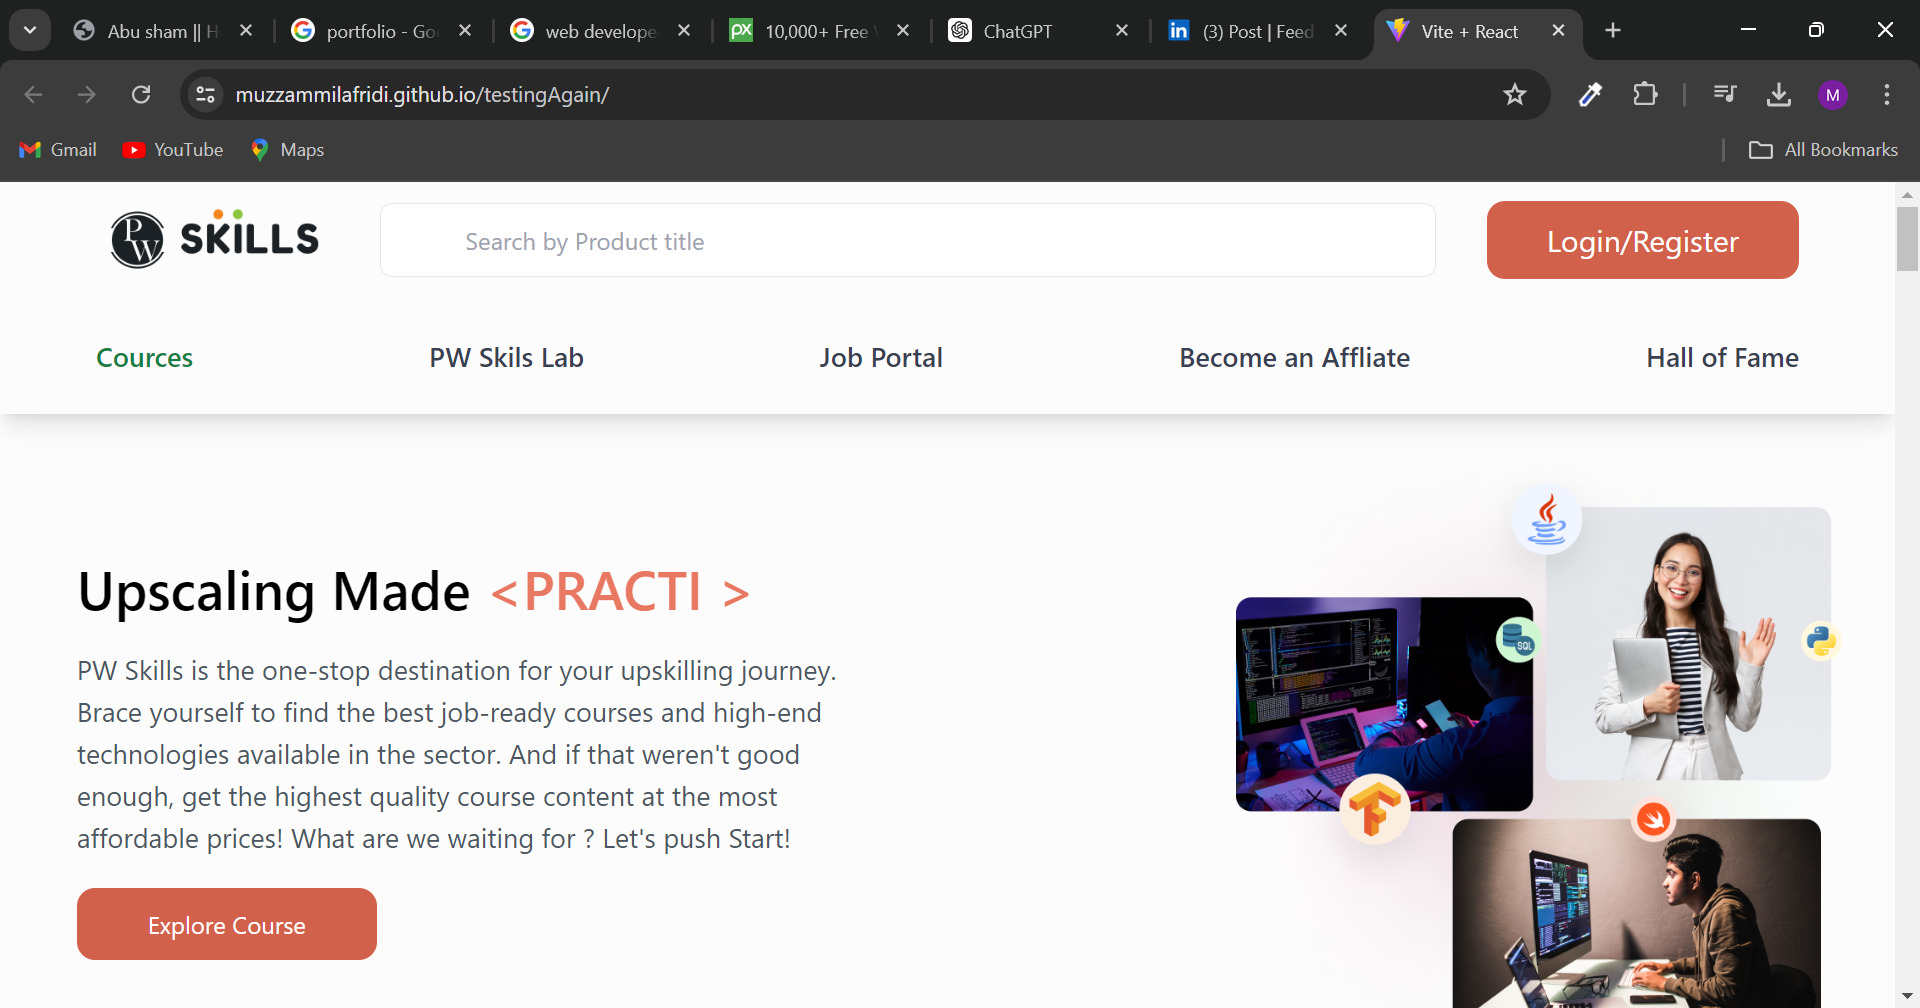 Abu sham || H
portfolio - Go
web develope
px
10,000+ Free
ChatGPT
in
(3) Post | Feed
Vite + React
muzzammilafridi.github.io/testingAgain/
M
Gmail
YouTube
Maps
All Bookmarks
PW
SKILLS
Search by Product title
Login/Register
Cources
PW Skils Lab
Job Portal
Become an Affliate
Hall of Fame
Upscaling Made <PRACTI >
PW Skills is the one-stop destination for your upskilling journey.
Brace yourself to find the best job-ready courses and high-end
technologies available in the sector. And if that weren't good
enough, get the highest quality course content at the most
affordable prices! What are we waiting for ? Let's push Start!
Explore Course
SQL